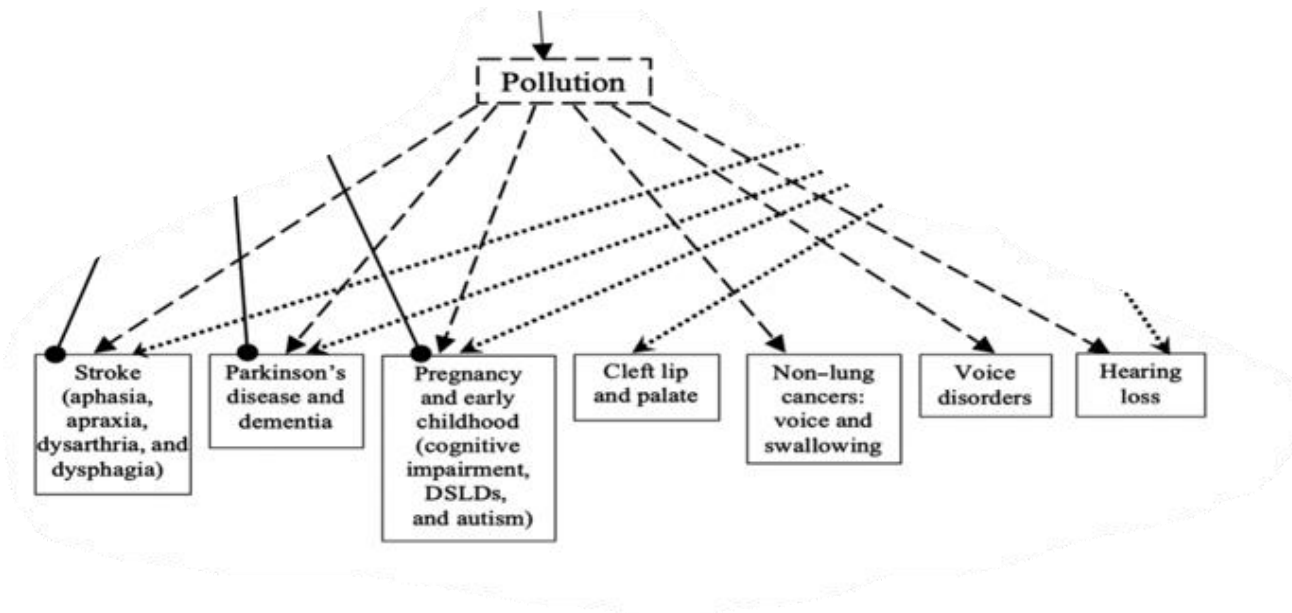 Pollution
Stroke
(aphasia,
apraxia,
dysarthria, and
dysphagia)
Parkinson's
disease and
dementia
Pregnancy
and early
childhood
(cognitive
impairment,
DSLDs,
and autism)
Cleft lip
and palate
Non-lung
cancers:
voice and
swallowing
Voice
disorders
Hearing
loss